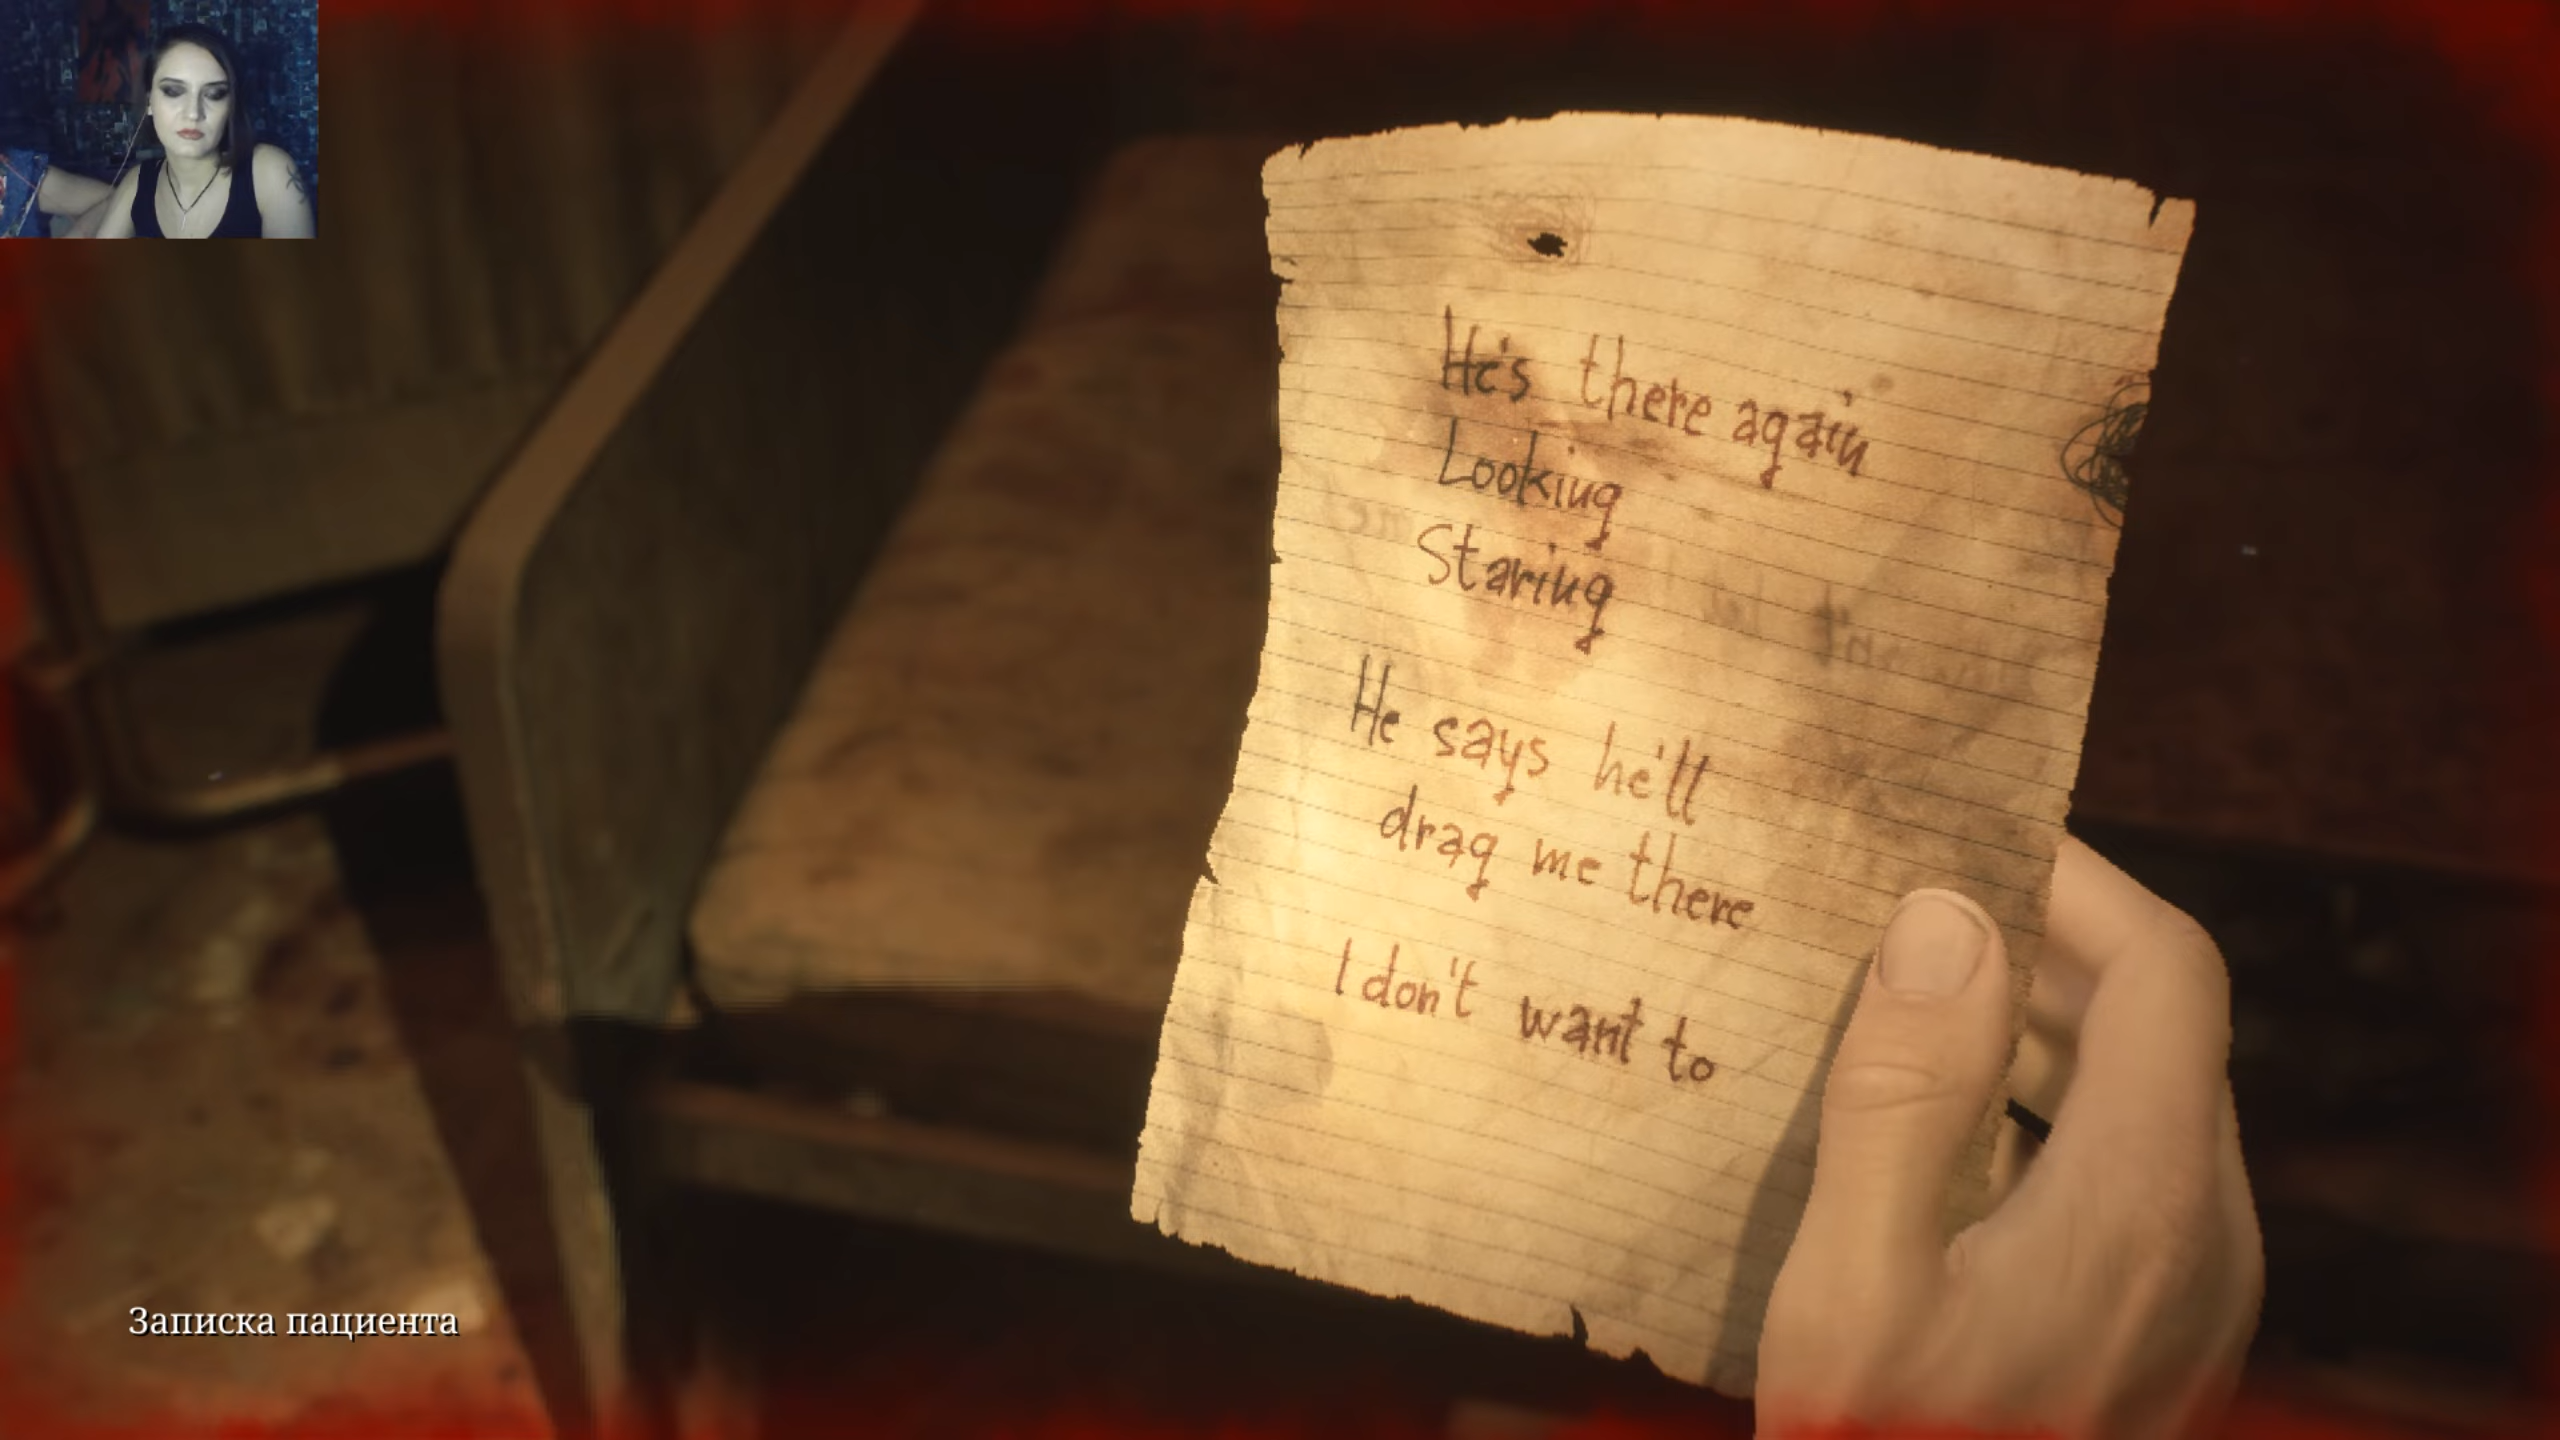 He's there again
Looking
Staring
He says he'll
drag me there
I don't want to
Записка пациента